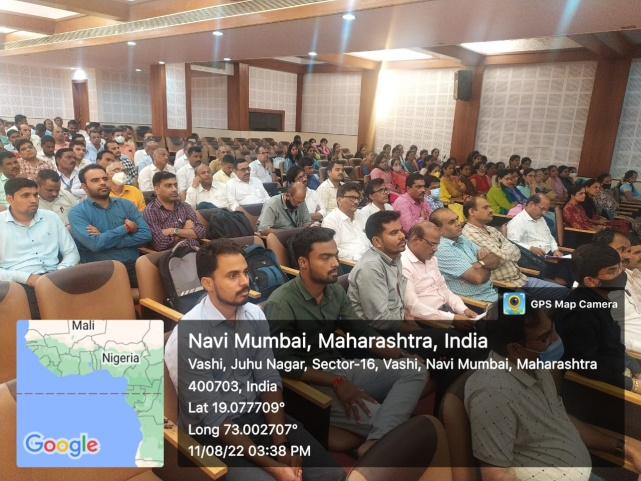 Mali
Nigeria
Google
GPS Map Camera
Navi Mumbai, Maharashtra, India
Vashi, Juhu Nagar, Sector-16, Vashi, Navi Mumbai, Maharashtra
400703, India
Lat 19.077709°
Long 73.002707°
11/08/22 03:38 PM